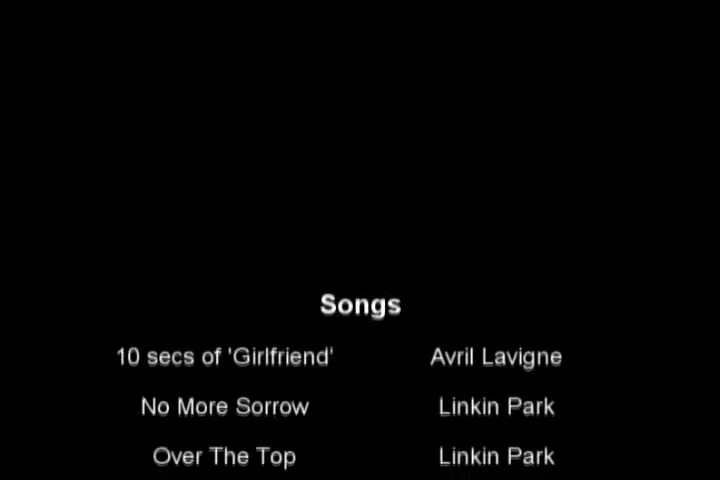 Songs
10 secs of 'Girlfriend' Avril Lavigne
No More Sorrow Linkin Park
Over The Top Linkin Park